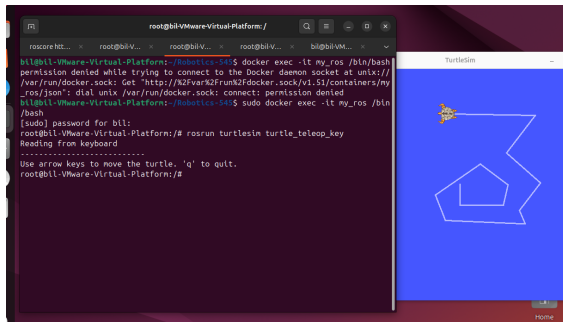 root@bil-VMware-Virtual-Platform: /
roscore htt...
root@bil-V...
root@bil-V...
root@bil-V...
bil@bil-VM...
bil@bil-VMware-Virtual-Platform:~/Robotics-545$ docker exec -it my_ros /bin/bash
permission denied while trying to connect to the Docker daemon socket at unix://
/var/run/docker.sock: Get "http://%2Fvar%2Frun%2Fdocker.sock/v1.51/containers/my
_ros/json": dial unix /var/run/docker.sock: connect: permission denied
bil@bil-VMware-Virtual-Platform:~/Robotics-545$ sudo docker exec -it my_ros /bin
/bash
[sudo] password for bil:
root@bil-VMware-Virtual-Platform:/# rosrun turtlesim turtle_teleop_key
Reading from keyboard
---------------------------
Use arrow keys to move the turtle. 'q' to quit.
root@bil-VMware-Virtual-Platform:/#
TurtleSim
Home